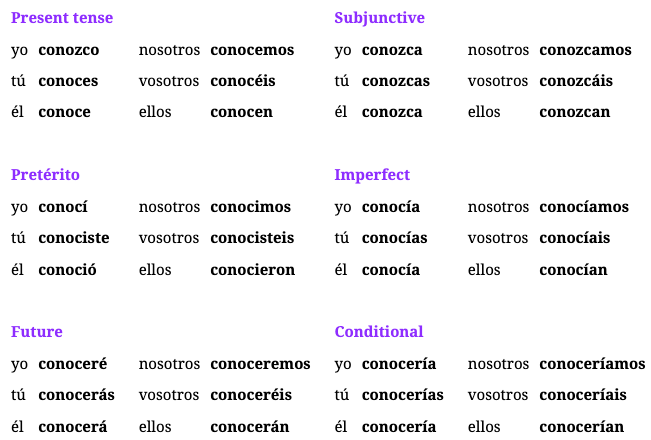 Present tense
yo conozco nosotros conocemos
tú conoces vosotros conocéis
él conoce ellos conocen
Subjunctive
yo conozca nosotros conozcamos
tú conozcas vosotros conozcáis
él conozca ellos conozcan
Pretérito
yo conocí nosotros conocimos
tú conociste vosotros conocisteis
él conoció ellos conocieron
Imperfect
yo conocía nosotros conocíamos
tú conocías vosotros conocíais
él conocía ellos conocían
Future
yo conoceré nosotros conoceremos
tú conocerás vosotros conoceréis
él conocerá ellos conocerán
Conditional
yo conocería nosotros conoceríamos
tú conocerías vosotros conoceríais
él conocería ellos conocerían